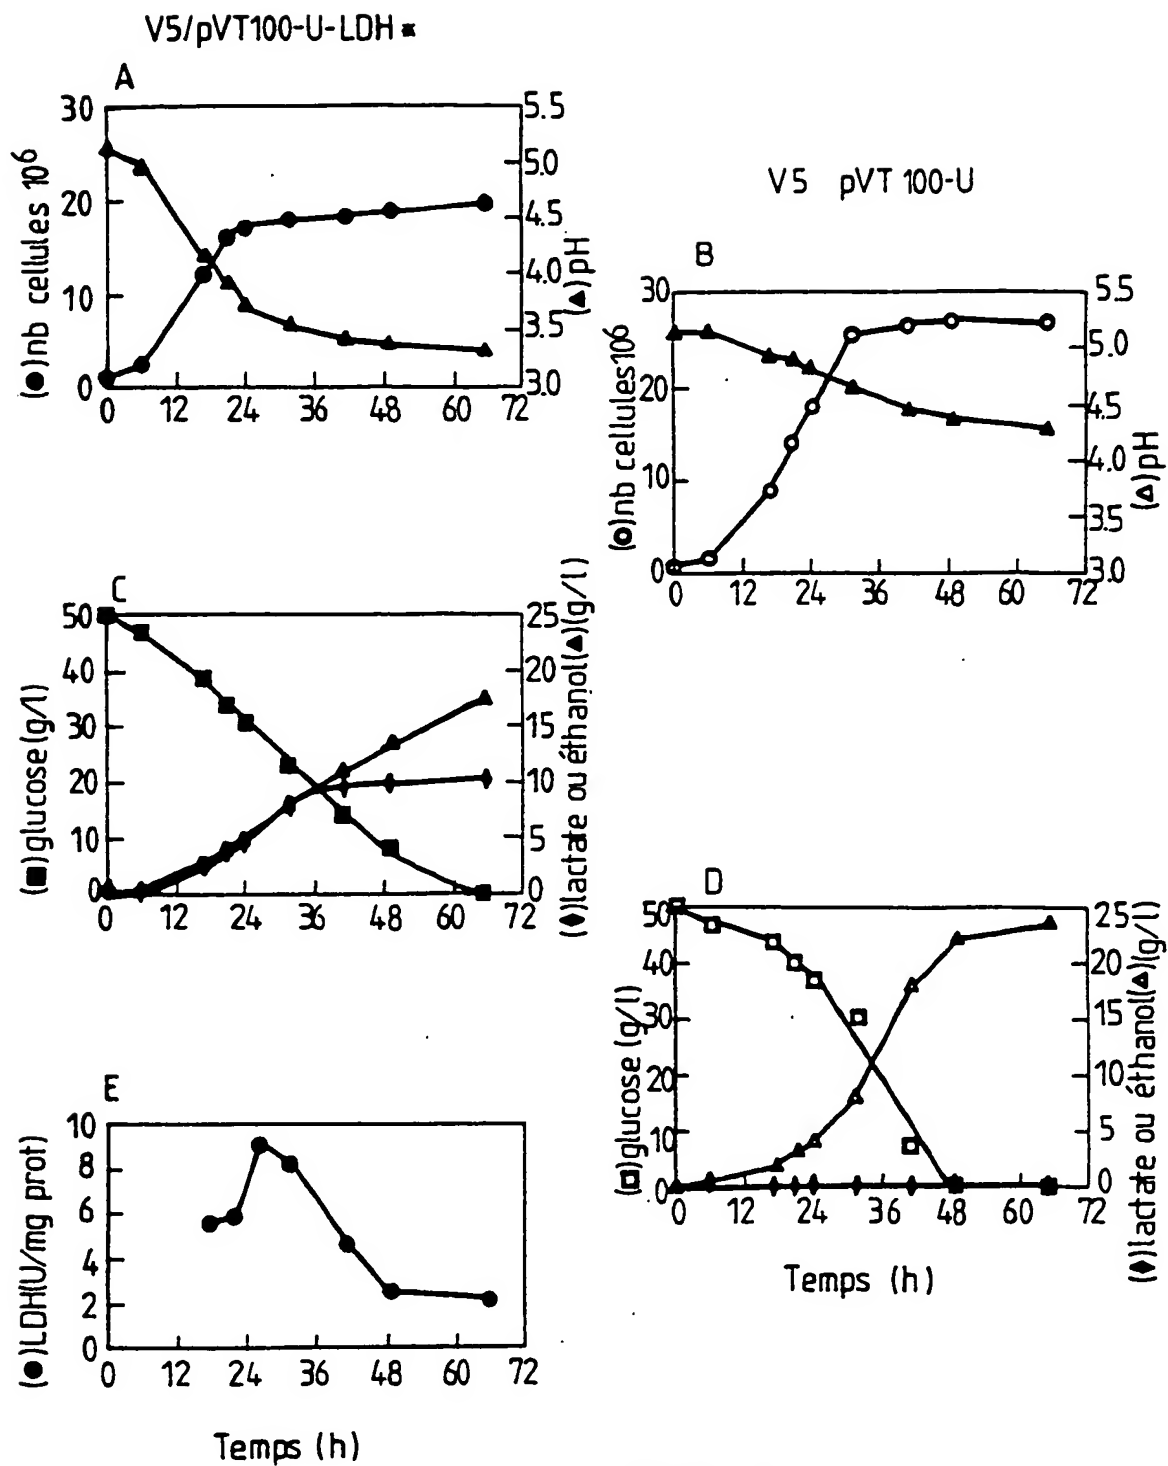 V5/pVT100-U-LDH*
A
30
20
10
0
(●)nb cellules 10⁶
5.5
5.0
4.5
4.0
3.5
3.0
(▲)pH
0 12 24 36 48 60 72
V5 pVT 100-U
B
30
20
10
0
(o)nb cellules10⁶
5.5
5.0
4.5
4.0
3.5
3.0
(△)pH
0 12 24 36 48 60 72
C
50
40
30
20
10
0
(■)glucose(g/l)
25
20
15
10
5
0
(♦)lactate ou éthanol(▲)(g/l)
0 12 24 36 48 60 72
D
50
40
30
20
10
0
(□)glucose(g/l)
25
20
15
10
5
0
(♦)lactate ou éthanol(▲)(g/l)
0 12 24 36 48 60 72
Temps (h)
E
10
8
6
4
2
0
(●)LDH(U/mg prot)
0 12 24 36 48 60 72
Temps (h)